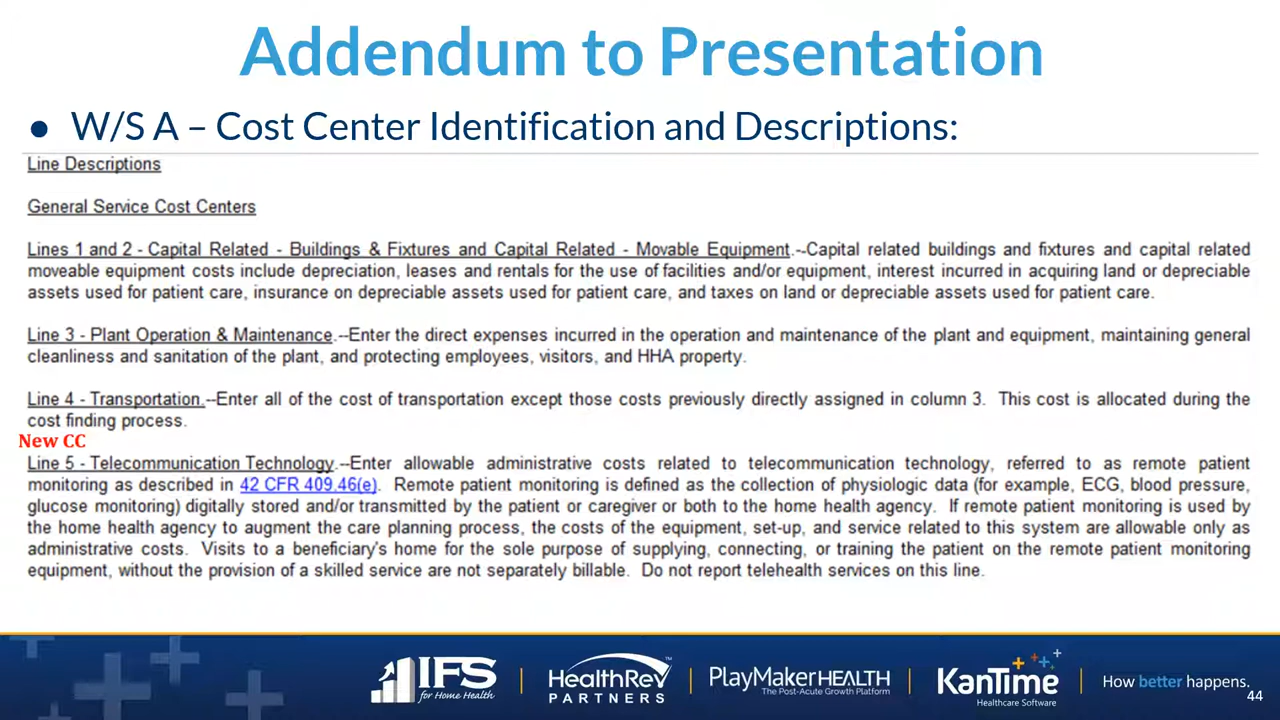 Addendum to Presentation
● W/S A – Cost Center Identification and Descriptions:
Line Descriptions
General Service Cost Centers
Lines 1 and 2 - Capital Related - Buildings & Fixtures and Capital Related - Movable Equipment.--Capital related buildings and fixtures and capital related
moveable equipment costs include depreciation, leases and rentals for the use of facilities and/or equipment, interest incurred in acquiring land or depreciable
assets used for patient care, insurance on depreciable assets used for patient care, and taxes on land or depreciable assets used for patient care.
Line 3 - Plant Operation & Maintenance.--Enter the direct expenses incurred in the operation and maintenance of the plant and equipment, maintaining general
cleanliness and sanitation of the plant, and protecting employees, visitors, and HHA property.
Line 4 - Transportation.--Enter all of the cost of transportation except those costs previously directly assigned in column 3. This cost is allocated during the
cost finding process.
New CC
Line 5 - Telecommunication Technology.--Enter allowable administrative costs related to telecommunication technology, referred to as remote patient
monitoring as described in 42 CFR 409.46(e). Remote patient monitoring is defined as the collection of physiologic data (for example, ECG, blood pressure,
glucose monitoring) digitally stored and/or transmitted by the patient or caregiver or both to the home health agency. If remote patient monitoring is used by
the home health agency to augment the care planning process, the costs of the equipment, set-up, and service related to this system are allowable only as
administrative costs. Visits to a beneficiary's home for the sole purpose of supplying, connecting, or training the patient on the remote patient monitoring
equipment, without the provision of a skilled service are not separately billable. Do not report telehealth services on this line.
IFS
for Home Health
HealthRev™
PARTNERS
PlayMakerHEALTH
The Post-Acute Growth Platform
KanTime
Healthcare Software
How better happens.
44